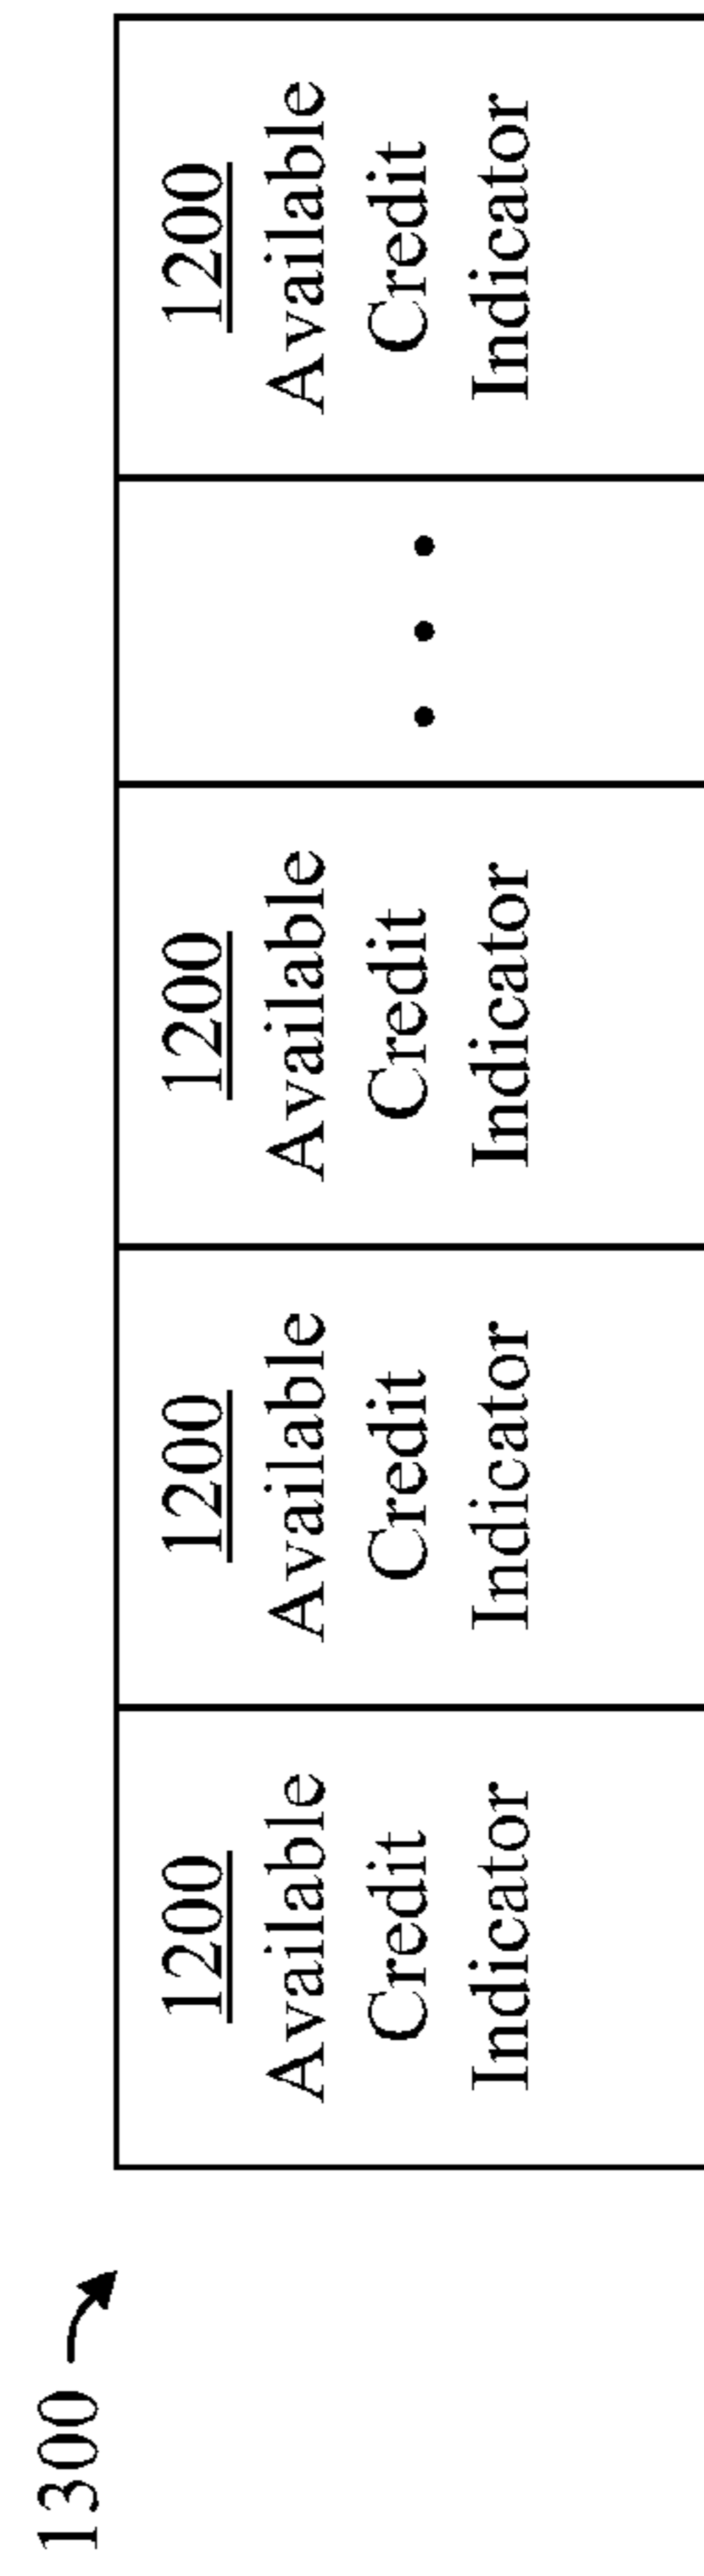 1300
1200
Available
Credit
Indicator
1200
Available
Credit
Indicator
1200
Available
Credit
Indicator
• • •
1200
Available
Credit
Indicator